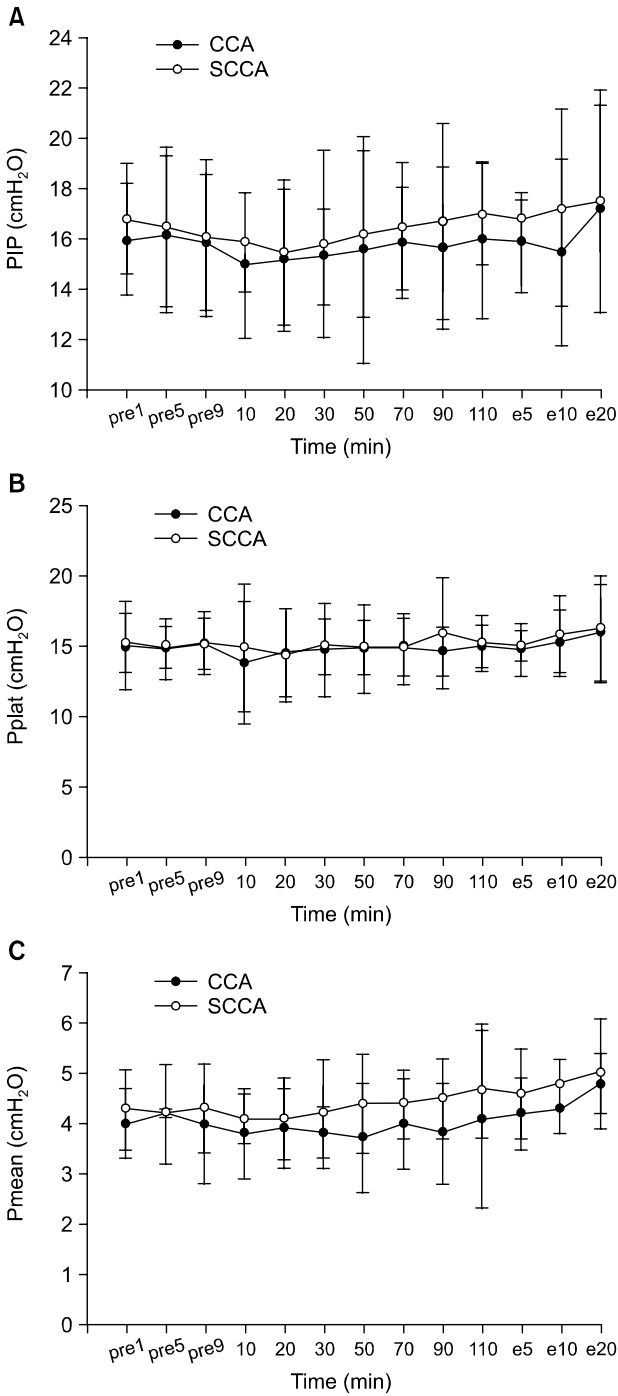 A
CCA
SCCA
PIP (cmH2O)
24
22
20
18
16
14
12
10
pre1 pre5 pre9 10 20 30 50 70 90 110 e5 e10 e20
Time (min)
B
CCA
SCCA
Pplat (cmH2O)
25
20
15
10
5
0
pre1 pre5 pre9 10 20 30 50 70 90 110 e5 e10 e20
Time (min)
C
CCA
SCCA
Pmean (cmH2O)
7
6
5
4
3
2
1
0
pre1 pre5 pre9 10 20 30 50 70 90 110 e5 e10 e20
Time (min)